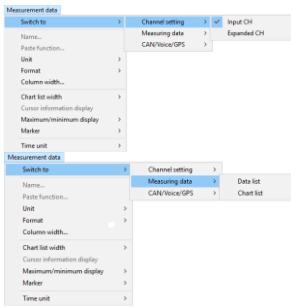 Measurement data
Switch to > Channel setting > ✓ Input CH
Name... Measuring data > Expanded CH
Paste function... CAN/Voice/GPS >
Unit >
Format >
Column width...
Chart list width >
Cursor information display
Maximum/minimum display >
Marker >
Time unit >
Measurement data
Switch to > Channel setting >
Name... Measuring data > Data list
Paste function... CAN/Voice/GPS > Chart list
Unit >
Format >
Column width...
Chart list width >
Cursor information display
Maximum/minimum display >
Marker >
Time unit >